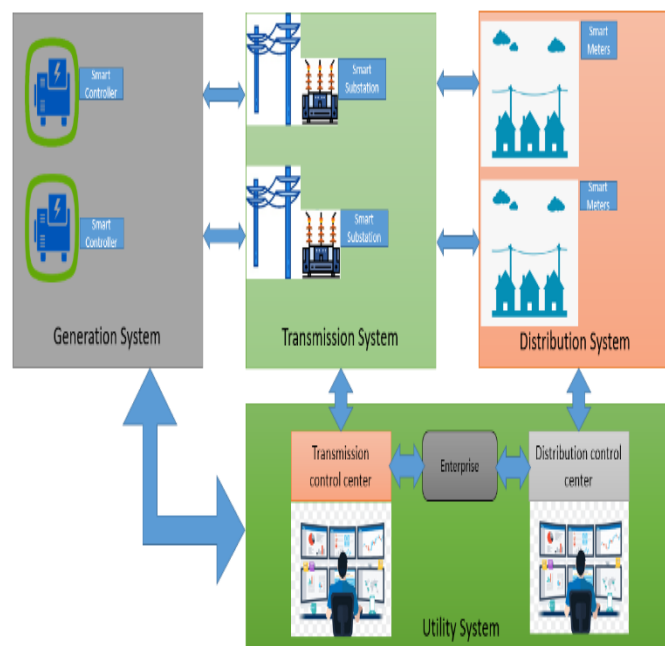 Smart
Controller
Smart
Controller
Generation System
Smart
Substation
Smart
Substation
Transmission System
Smart
Meters
Smart
Meters
Distribution System
Transmission
control center
Enterprise
Distribution control
center
Utility System